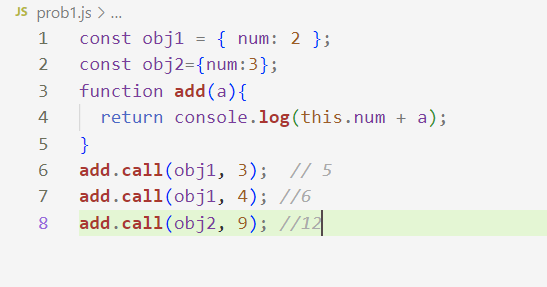 JS prob1.js > ...
1 const obj1 = { num: 2 };
2 const obj2={num:3};
3 function add(a){
4   return console.log(this.num + a);
5 }
6 add.call(obj1, 3);  // 5
7 add.call(obj1, 4); //6
8 add.call(obj2, 9); //12